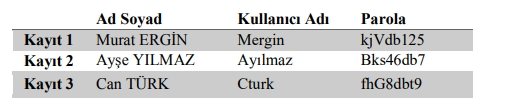 Ad Soyad Kullanıcı Adı Parola
Kayıt 1 Murat ERGİN Mergin kjVdb125
Kayıt 2 Ayşe YILMAZ Ayılmaz Bks46db7
Kayıt 3 Can TÜRK Cturk fhG8dbt9